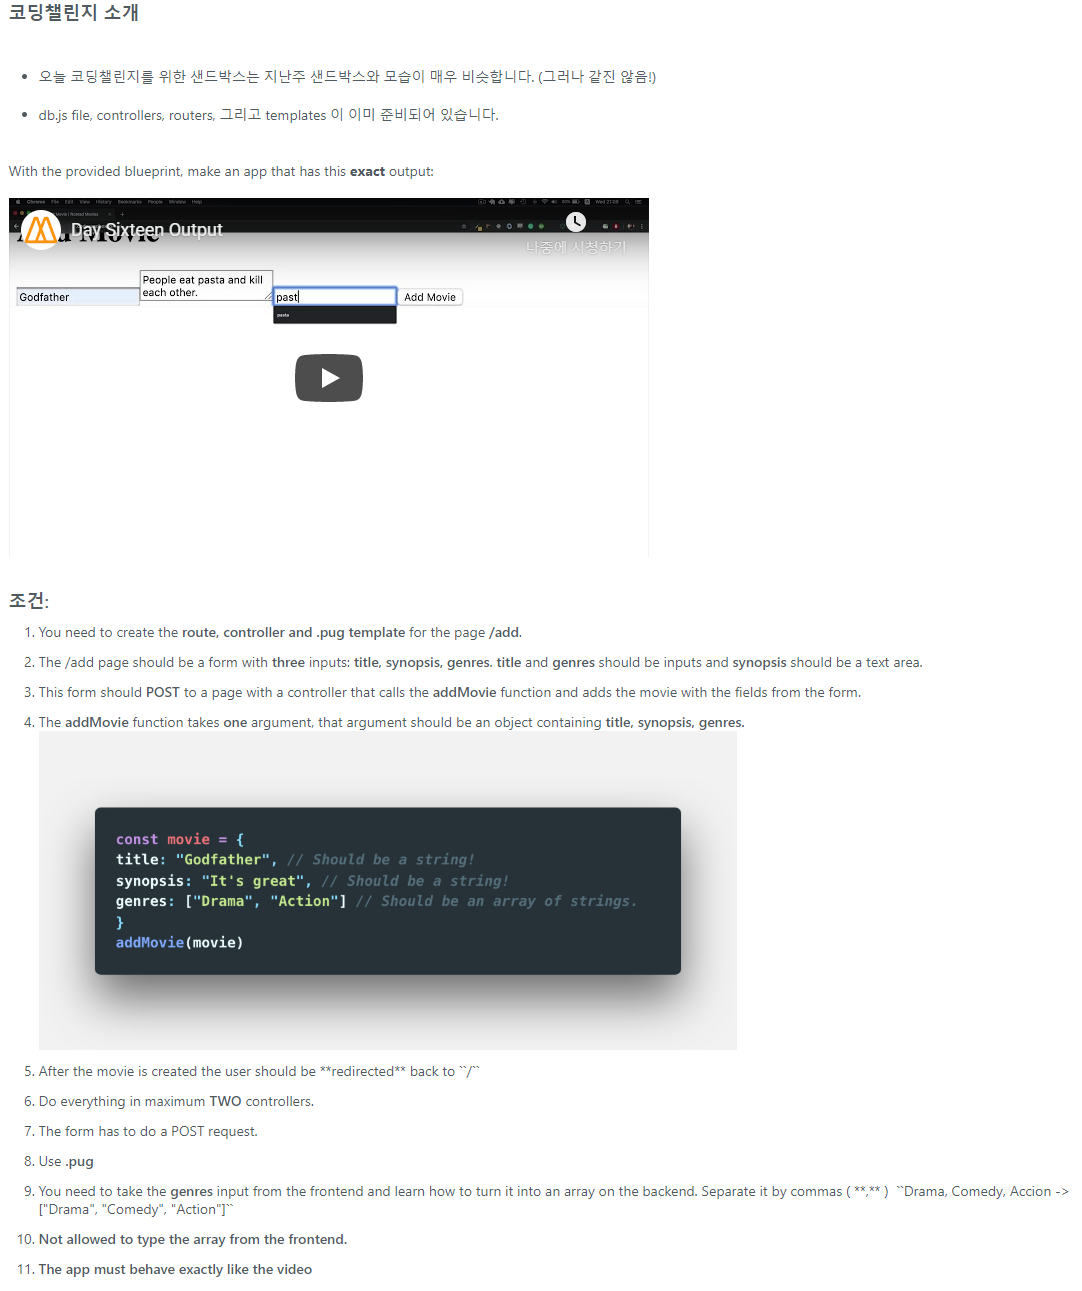 코딩챌린지 소개
• 오늘 코딩챌린지를 위한 샌드박스는 지난주 샌드박스와 모습이 매우 비슷합니다. (그러나 같진 않음!)
• db.js file, controllers, routers, 그리고 templates 이 이미 준비되어 있습니다.
With the provided blueprint, make an app that has this exact output:
Chrome File Edit View History Bookmarks People Window Help
Day Sixteen Output
나중에 시청하기
People eat pasta and kill
each other.
Godfather
past
Add Movie
pasta
조건:
1. You need to create the route, controller and .pug template for the page /add.
2. The /add page should be a form with three inputs: title, synopsis, genres. title and genres should be inputs and synopsis should be a text area.
3. This form should POST to a page with a controller that calls the addMovie function and adds the movie with the fields from the form.
4. The addMovie function takes one argument, that argument should be an object containing title, synopsis, genres.
const movie = {
title: "Godfather", // Should be a string!
synopsis: "It's great", // Should be a string!
genres: ["Drama", "Action"] // Should be an array of strings.
}
addMovie(movie)
5. After the movie is created the user should be **redirected** back to ``/``
6. Do everything in maximum TWO controllers.
7. The form has to do a POST request.
8. Use .pug
9. You need to take the genres input from the frontend and learn how to turn it into an array on the backend. Separate it by commas ( **,** ) ``Drama, Comedy, Accion ->
["Drama", "Comedy", "Action"]``
10. Not allowed to type the array from the frontend.
11. The app must behave exactly like the video